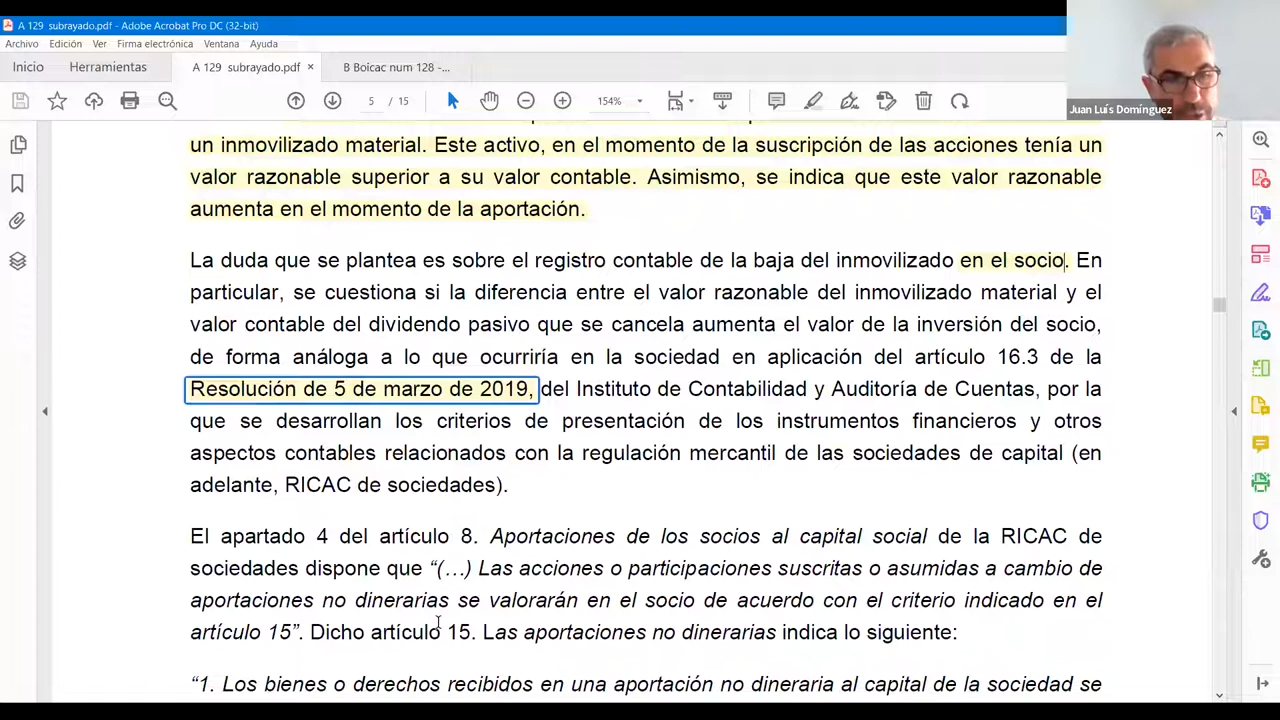 A 129 subrayado.pdf - Adobe Acrobat Pro DC (32-bit)
Archivo Edición Ver Firma electrónica Ventana Ayuda
Inicio Herramientas A 129 subrayado.pdf × B Boicac num 128 -...
5 / 15 154%
Juan Luís Domínguez
un inmovilizado material. Este activo, en el momento de la suscripción de las acciones tenía un
valor razonable superior a su valor contable. Asimismo, se indica que este valor razonable
aumenta en el momento de la aportación.
La duda que se plantea es sobre el registro contable de la baja del inmovilizado en el socio. En
particular, se cuestiona si la diferencia entre el valor razonable del inmovilizado material y el
valor contable del dividendo pasivo que se cancela aumenta el valor de la inversión del socio,
de forma análoga a lo que ocurriría en la sociedad en aplicación del artículo 16.3 de la
Resolución de 5 de marzo de 2019, del Instituto de Contabilidad y Auditoría de Cuentas, por la
que se desarrollan los criterios de presentación de los instrumentos financieros y otros
aspectos contables relacionados con la regulación mercantil de las sociedades de capital (en
adelante, RICAC de sociedades).
El apartado 4 del artículo 8. Aportaciones de los socios al capital social de la RICAC de
sociedades dispone que “(…) Las acciones o participaciones suscritas o asumidas a cambio de
aportaciones no dinerarias se valorarán en el socio de acuerdo con el criterio indicado en el
artículo 15”. Dicho artículo 15. Las aportaciones no dinerarias indica lo siguiente:
“1. Los bienes o derechos recibidos en una aportación no dineraria al capital de la sociedad se